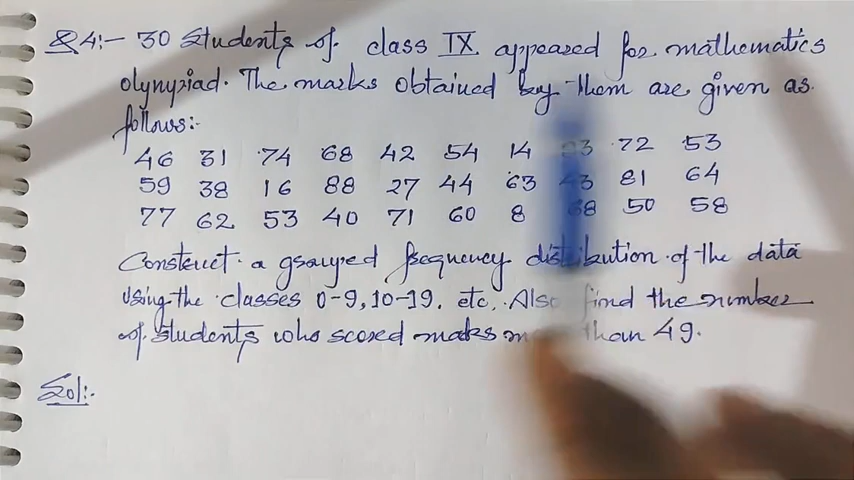 Q4:- 30 Students of class IX appeared for mathematics
olympiad. The marks obtained by them are given as
follows:-
46 31 74 68 42 54 14 72 53
59 38 16 88 27 44 63 43 81 64
77 62 53 40 71 60 8 68 50 58
Construct a grouped frequency distribution of the data
using the classes 0-9, 10-19, etc. Also find the number
of students who scored maks than 49.
Sol:-